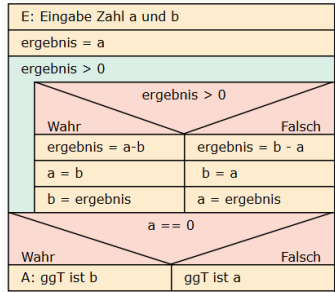 E: Eingabe Zahl a und b
ergebnis = a
ergebnis > 0
ergebnis > 0
Wahr Falsch
ergebnis = a-b ergebnis = b - a
a = b b = a
b = ergebnis a = ergebnis
a == 0
Wahr Falsch
A: ggT ist b ggT ist a